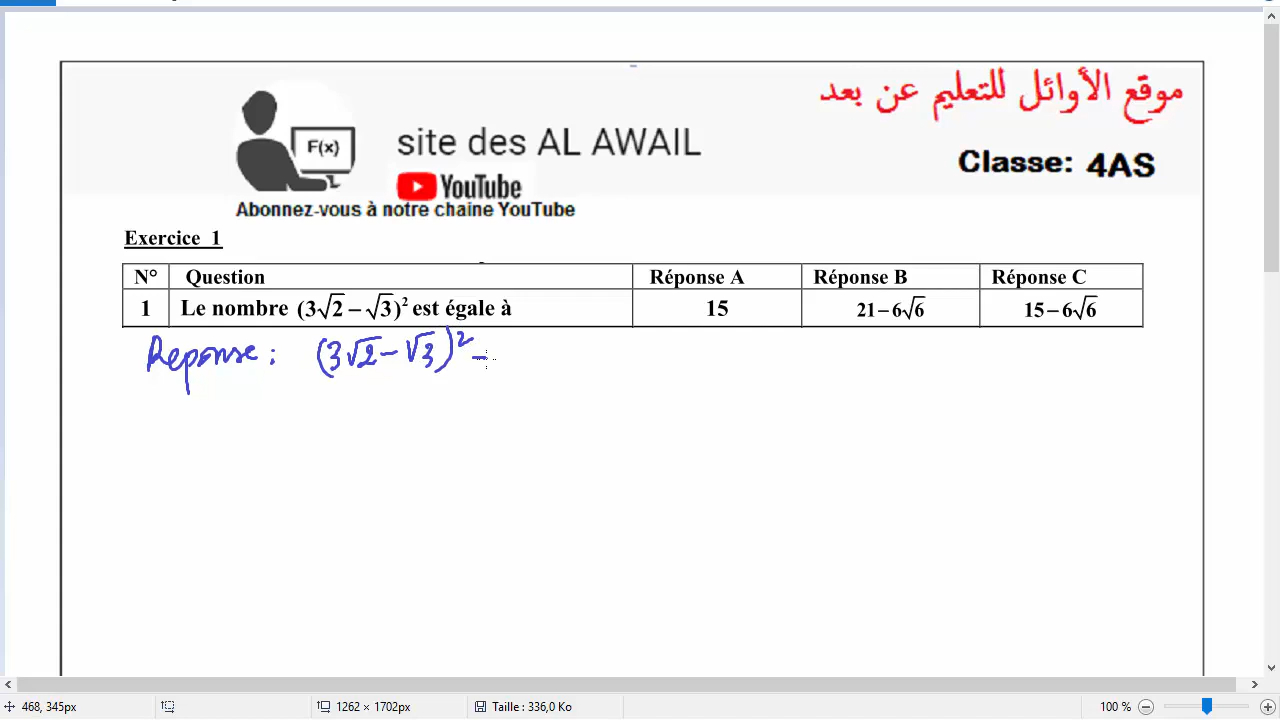 موقع الأوائل للتعليم عن بعد
F(x)
site des AL AWAIL
Classe: 4AS
YouTube
Abonnez-vous à notre chaine YouTube
Exercice 1
N° Question Réponse A Réponse B Réponse C
1 Le nombre (3√2 − √3)² est égale à 15 21 − 6√6 15 − 6√6
Reponse : (3√2 − √3)² =
468, 345px 1262 × 1702px Taille : 336,0 Ko 100 %